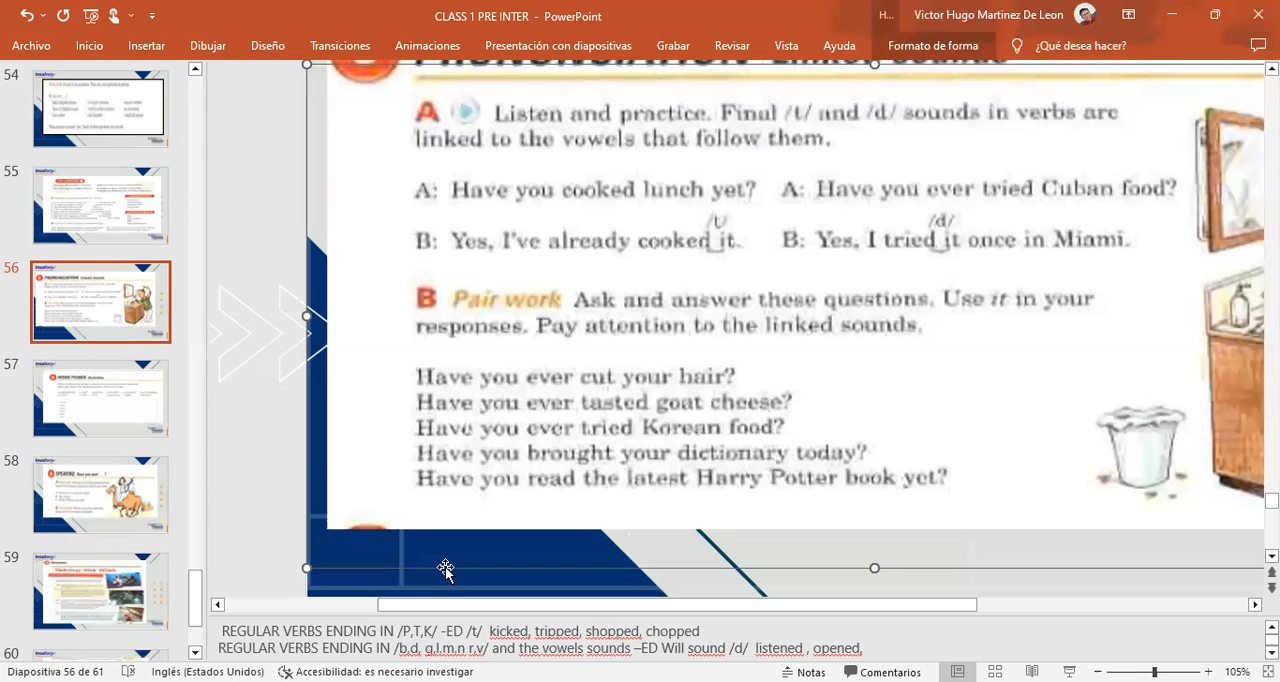 CLASS 1 PRE INTER - PowerPoint
H...
Victor Hugo Martinez De Leon
Archivo Inicio Insertar Dibujar Diseño Transiciones Animaciones Presentación con diapositivas Grabar Revisar Vista Ayuda Formato de forma ¿Qué desea hacer?
54
55
56
57
58
59
60
A Listen and practice. Final /t/ and /d/ sounds in verbs are
linked to the vowels that follow them.
A: Have you cooked lunch yet? A: Have you ever tried Cuban food?
/t/ /d/
B: Yes, I've already cooked it. B: Yes, I tried it once in Miami.
B Pair work Ask and answer these questions. Use it in your
responses. Pay attention to the linked sounds.
Have you ever cut your hair?
Have you ever tasted goat cheese?
Have you ever tried Korean food?
Have you brought your dictionary today?
Have you read the latest Harry Potter book yet?
REGULAR VERBS ENDING IN /P,T,K/ -ED /t/ kicked, tripped, shopped, chopped
REGULAR VERBS ENDING IN /b,d, g,l,m,n r,v/ and the vowels sounds –ED Will sound /d/ listened , opened,
Diapositiva 56 de 61 Inglés (Estados Unidos) Accesibilidad: es necesario investigar Notas Comentarios 105%